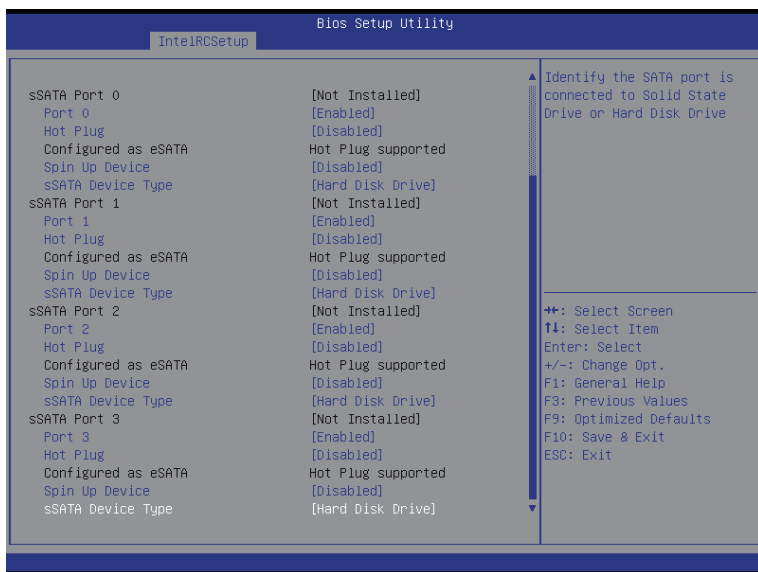 Bios Setup Utility
IntelRCSetup
sSATA Port 0 [Not Installed]
Port 0 [Enabled]
Hot Plug [Disabled]
Configured as eSATA Hot Plug supported
Spin Up Device [Disabled]
sSATA Device Type [Hard Disk Drive]
sSATA Port 1 [Not Installed]
Port 1 [Enabled]
Hot Plug [Disabled]
Configured as eSATA Hot Plug supported
Spin Up Device [Disabled]
sSATA Device Type [Hard Disk Drive]
sSATA Port 2 [Not Installed]
Port 2 [Enabled]
Hot Plug [Disabled]
Configured as eSATA Hot Plug supported
Spin Up Device [Disabled]
sSATA Device Type [Hard Disk Drive]
sSATA Port 3 [Not Installed]
Port 3 [Enabled]
Hot Plug [Disabled]
Configured as eSATA Hot Plug supported
Spin Up Device [Disabled]
sSATA Device Type [Hard Disk Drive]
Identify the SATA port is
connected to Solid State
Drive or Hard Disk Drive
→←: Select Screen
↑↓: Select Item
Enter: Select
+/-: Change Opt.
F1: General Help
F3: Previous Values
F9: Optimized Defaults
F10: Save & Exit
ESC: Exit